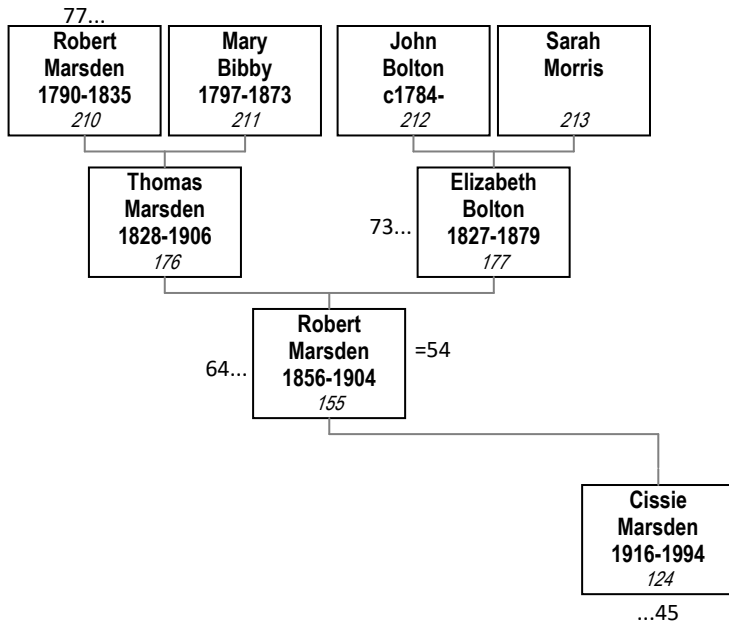 77...
Robert
Marsden
1790-1835
210
Mary
Bibby
1797-1873
211
John
Bolton
c1784-
212
Sarah
Morris
213
Thomas
Marsden
1828-1906
176
73...
Elizabeth
Bolton
1827-1879
177
64...
Robert
Marsden
1856-1904
155
=54
Cissie
Marsden
1916-1994
124
...45